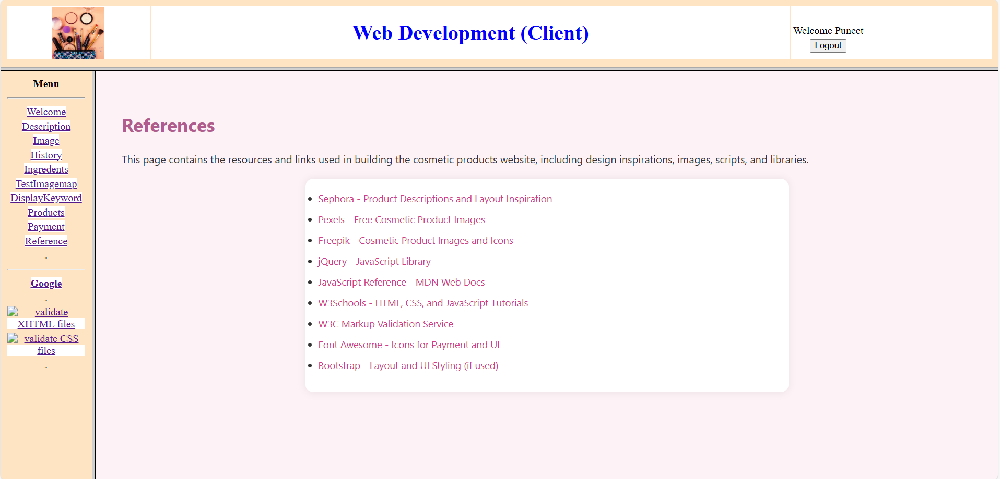 Web Development (Client)
Welcome Puneet
Logout
Menu
Welcome
Description
Image
History
Ingredents
TestImagemap
DisplayKeyword
Products
Payment
Reference
.
Google
.
validate
XHTML files
validate CSS
files
.
References
This page contains the resources and links used in building the cosmetic products website, including design inspirations, images, scripts, and libraries.
• Sephora - Product Descriptions and Layout Inspiration
• Pexels - Free Cosmetic Product Images
• Freepik - Cosmetic Product Images and Icons
• jQuery - JavaScript Library
• JavaScript Reference - MDN Web Docs
• W3Schools - HTML, CSS, and JavaScript Tutorials
• W3C Markup Validation Service
• Font Awesome - Icons for Payment and UI
• Bootstrap - Layout and UI Styling (if used)